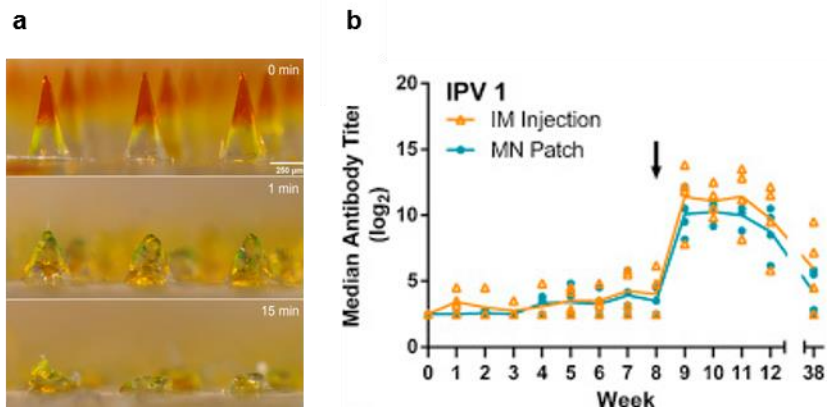 a
b
0 min
250 µm
1 min
15 min
IPV 1
IM Injection
MN Patch
Median Antibody Titer
(log2)
20
15
10
5
0
0 1 2 3 4 5 6 7 8 9 10 11 12 38
Week